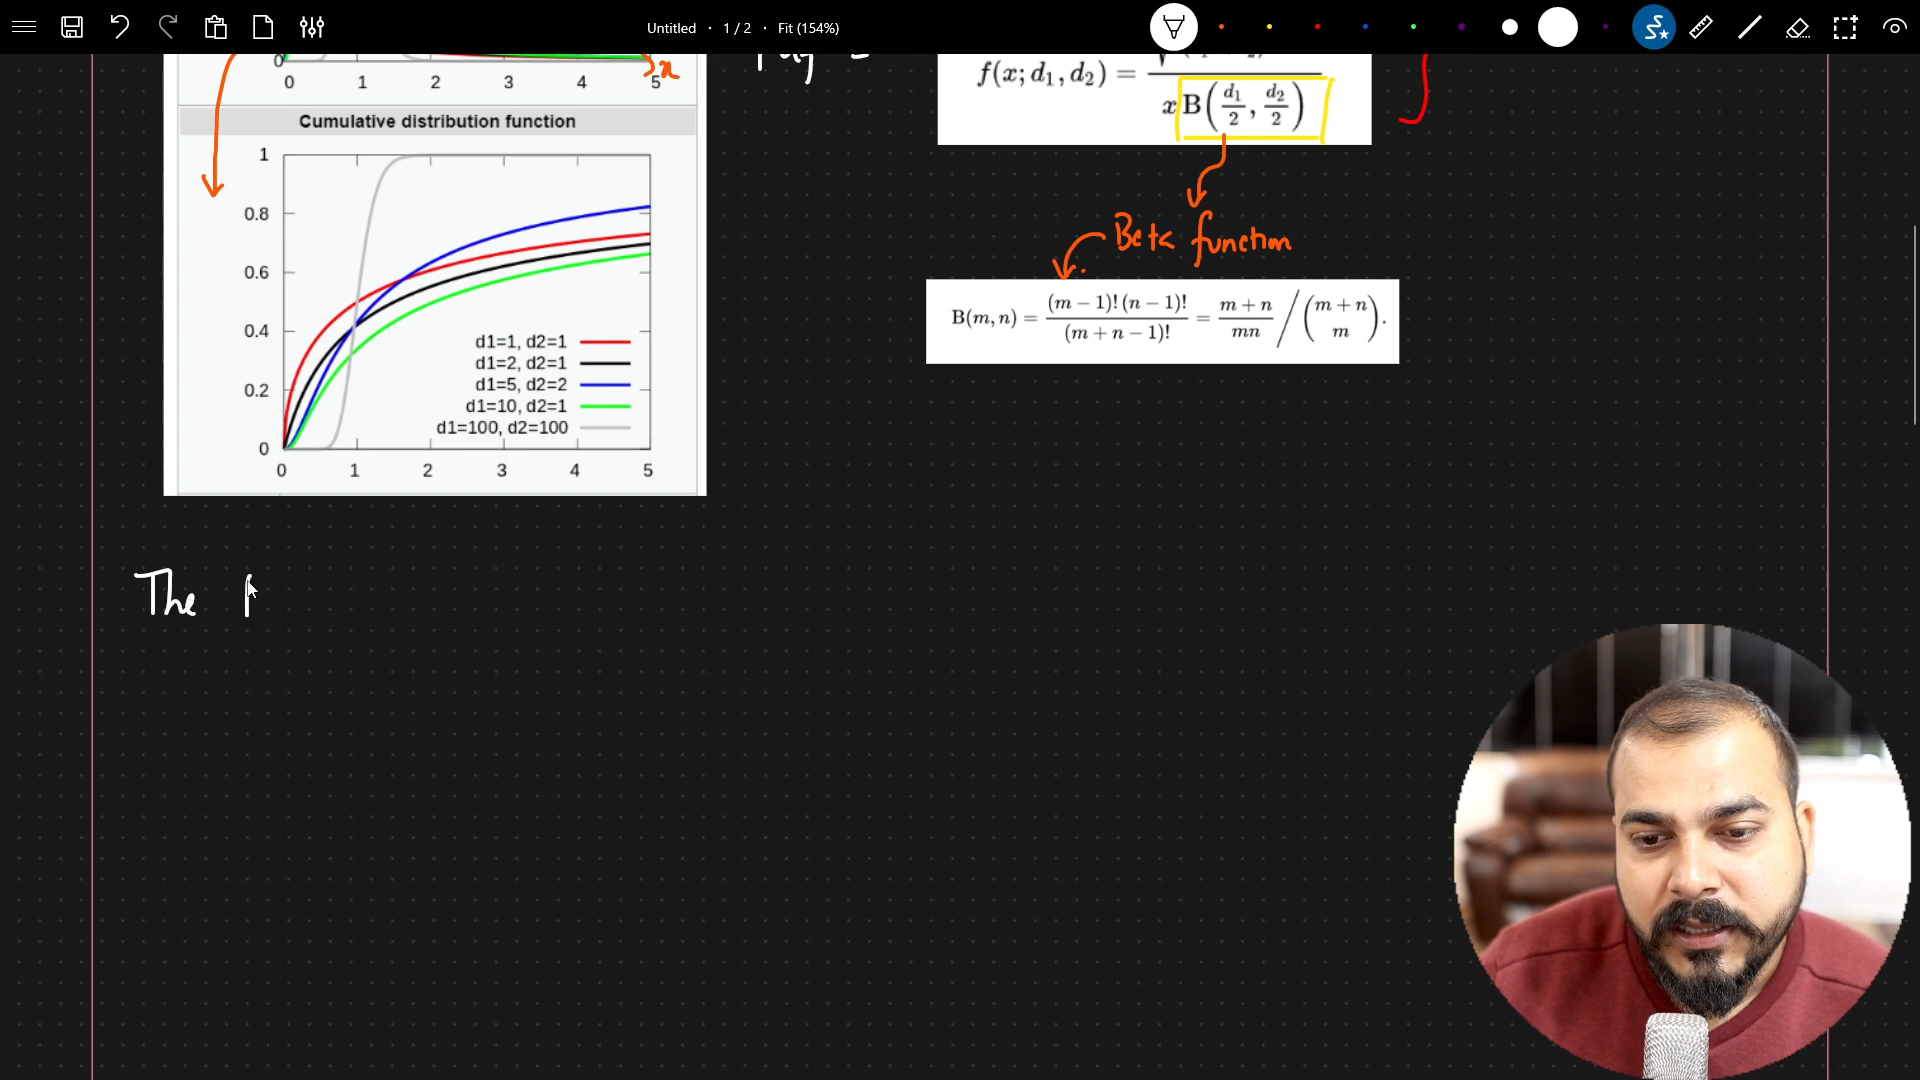 Untitled · 1 / 2 · Fit (154%)
0
0 1 2 3 4 5
x
f(x; d₁, d₂) =
x B(d₁/2, d₂/2)
Cumulative distribution function
1
0.8
0.6
0.4
0.2
0
d1=1, d2=1
d1=2, d2=1
d1=5, d2=2
d1=10, d2=1
d1=100, d2=100
0 1 2 3 4 5
Beta function
B(m, n) = (m − 1)! (n − 1)! / (m + n − 1)! = m + n / mn / (m + n m).
The